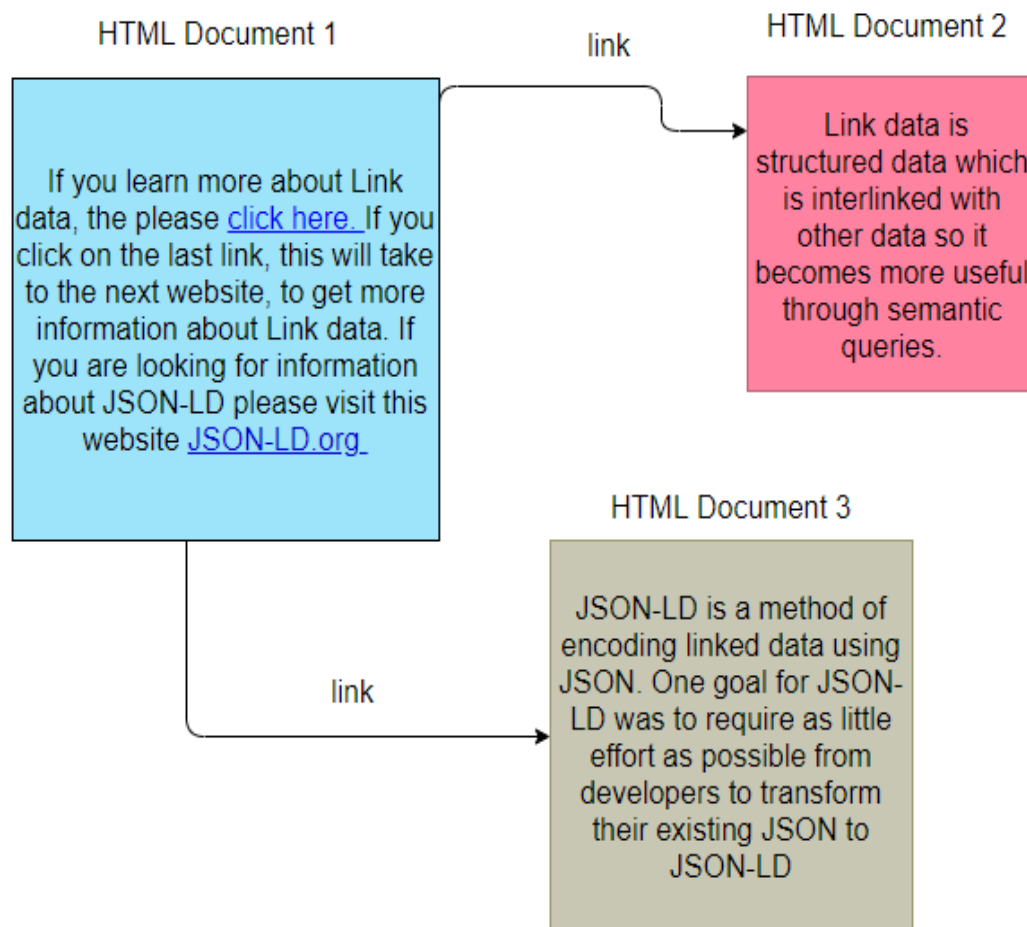 HTML Document 1
If you learn more about Link
data, the please click here. If you
click on the last link, this will take
to the next website, to get more
information about Link data. If
you are looking for information
about JSON-LD please visit this
website JSON-LD.org
link
HTML Document 2
Link data is
structured data which
is interlinked with
other data so it
becomes more useful
through semantic
queries.
link
HTML Document 3
JSON-LD is a method of
encoding linked data using
JSON. One goal for JSON-
LD was to require as little
effort as possible from
developers to transform
their existing JSON to
JSON-LD